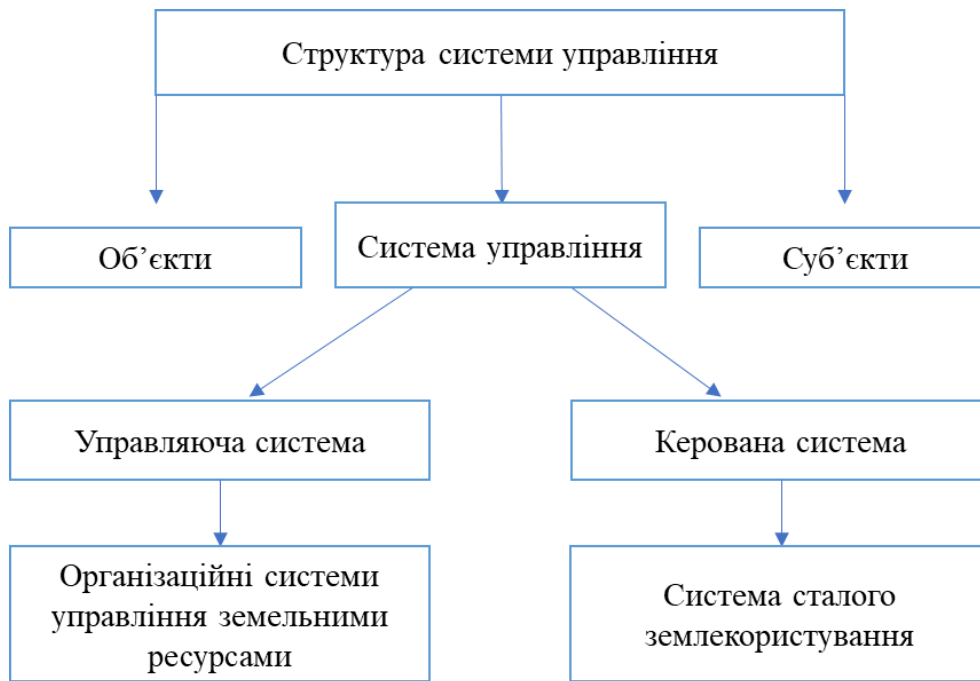 Структура системи управління
Об’єкти
Система управління
Суб’єкти
Управляюча система
Керована система
Організаційні системи
управління земельними
ресурсами
Система сталого
землекористування